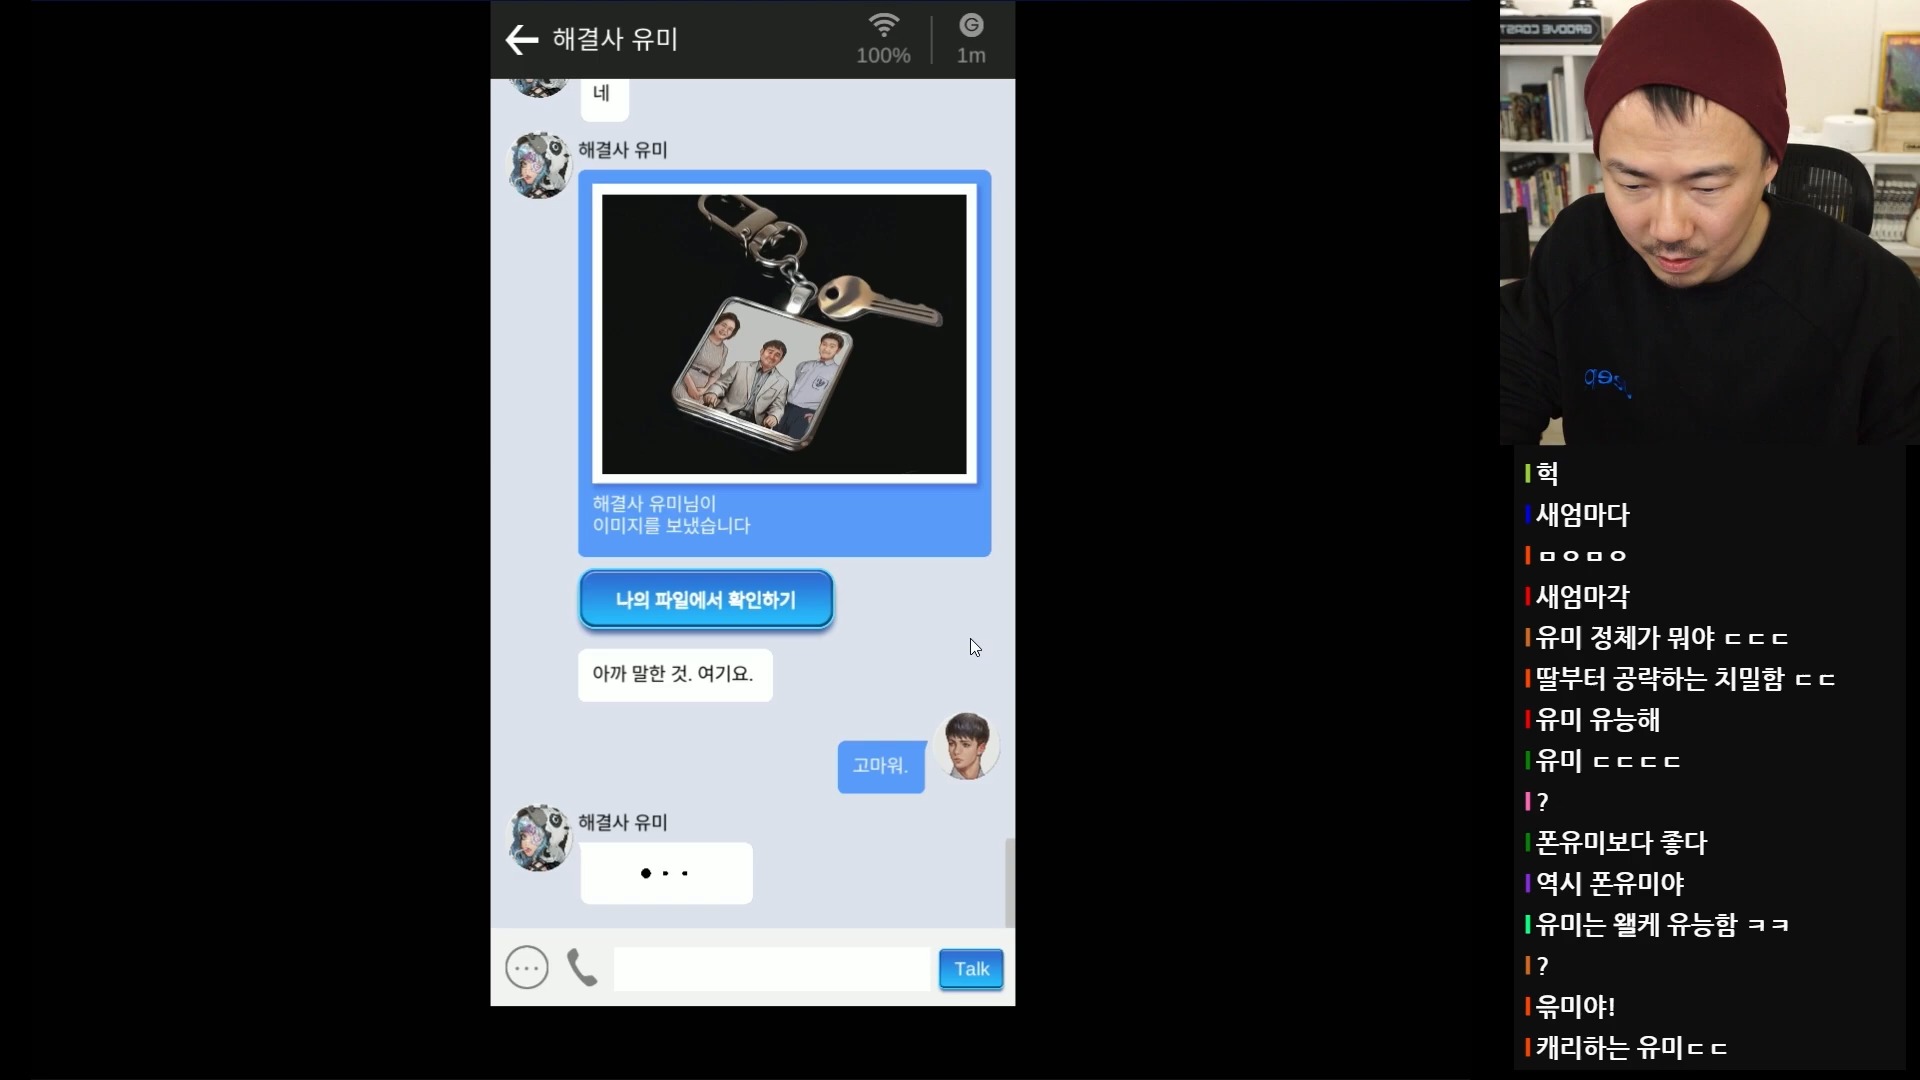 해결사 유미
100%
G
1m
네
해결사 유미
해결사 유미님이
이미지를 보냈습니다
나의 파일에서 확인하기
아까 말한 것. 여기요.
고마워.
해결사 유미
Talk
GROOVE COAST
헉
새엄마다
ㅁㅇㅁㅇ
새엄마각
유미 정체가 뭐야 ㄷㄷㄷ
딸부터 공략하는 치밀함 ㄷㄷ
유미 유능해
유미 ㄷㄷㄷㄷ
?
폰유미보다 좋다
역시 폰유미야
유미는 왤케 유능함 ㅋㅋ
?
윾미야!
캐리하는 유미ㄷㄷ